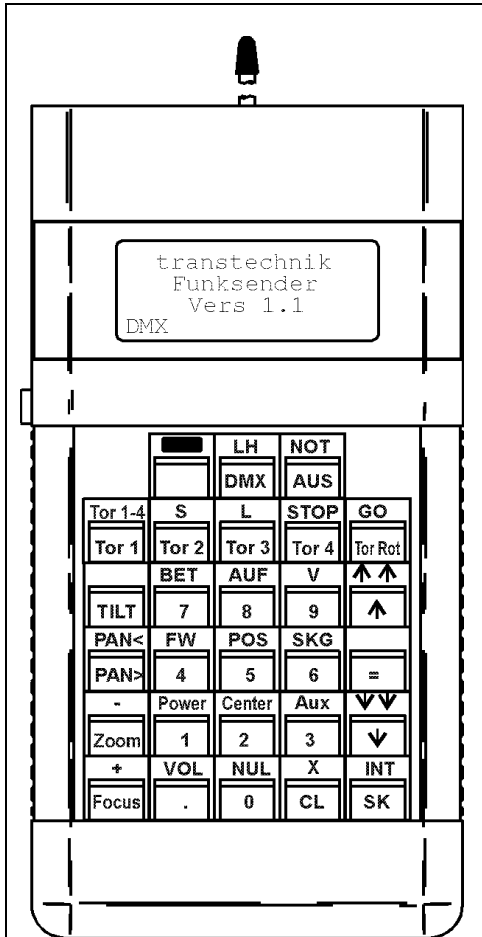 transtechnik
Funksender
Vers 1.1
DMX
LH NOT
DMX AUS
Tor 1-4 S L STOP GO
Tor 1 Tor 2 Tor 3 Tor 4 Tor Rot
BET AUF V ↑↑
TILT 7 8 9 ↑
PAN< FW POS SKG
PAN> 4 5 6 =
- Power Center Aux ↓↓
Zoom 1 2 3 ↓
+ VOL NUL X INT
Focus . 0 CL SK